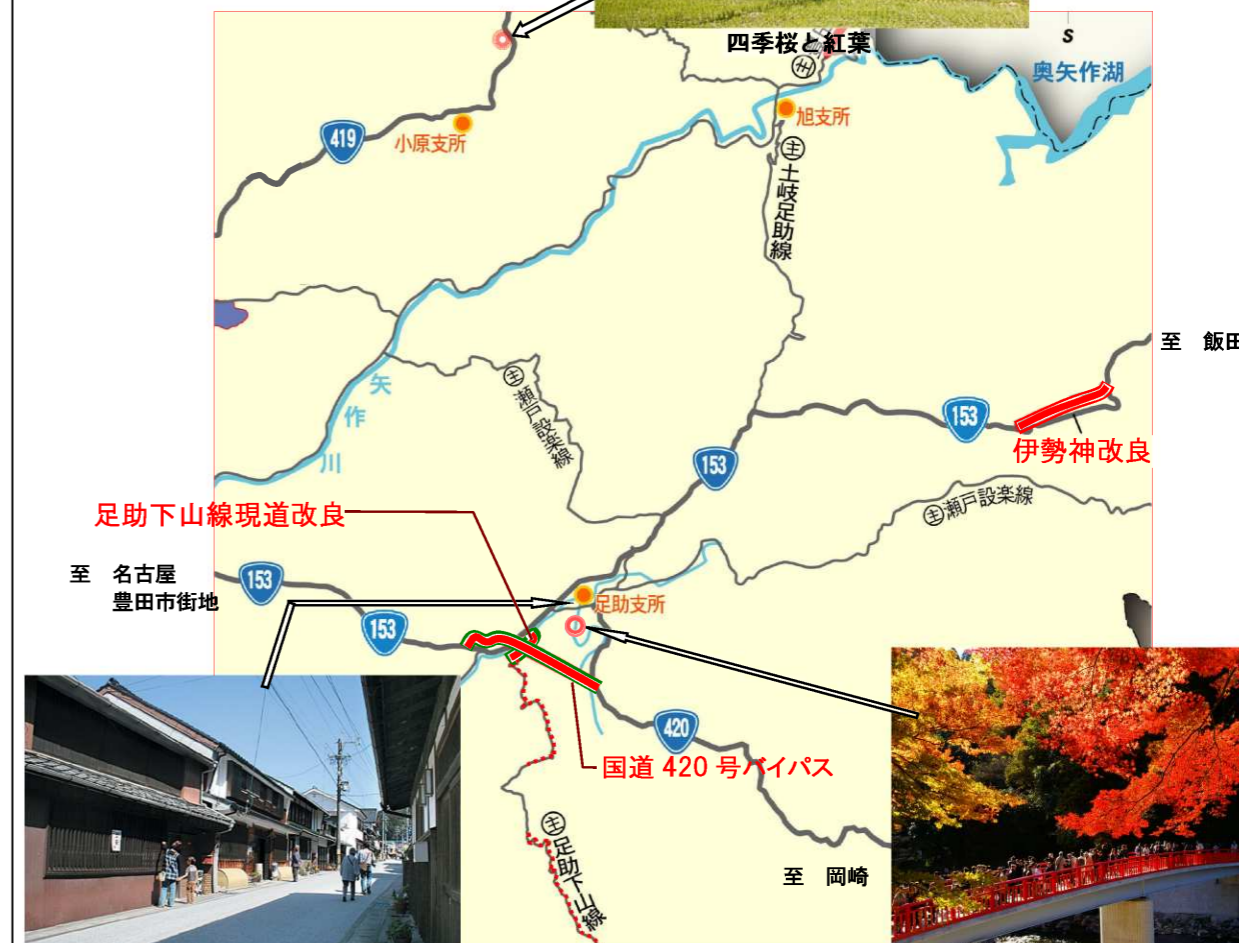 四季桜と紅葉
S
奥矢作湖
主
旭支所
419
小原支所
主土岐足助線
至 飯田
矢作川
主瀬戸設楽線
153
伊勢神改良
153
主瀬戸設楽線
足助下山線現道改良
至 名古屋
豊田市街地
153
足助支所
153
420
国道 420 号バイパス
主足助下山線
至 岡崎